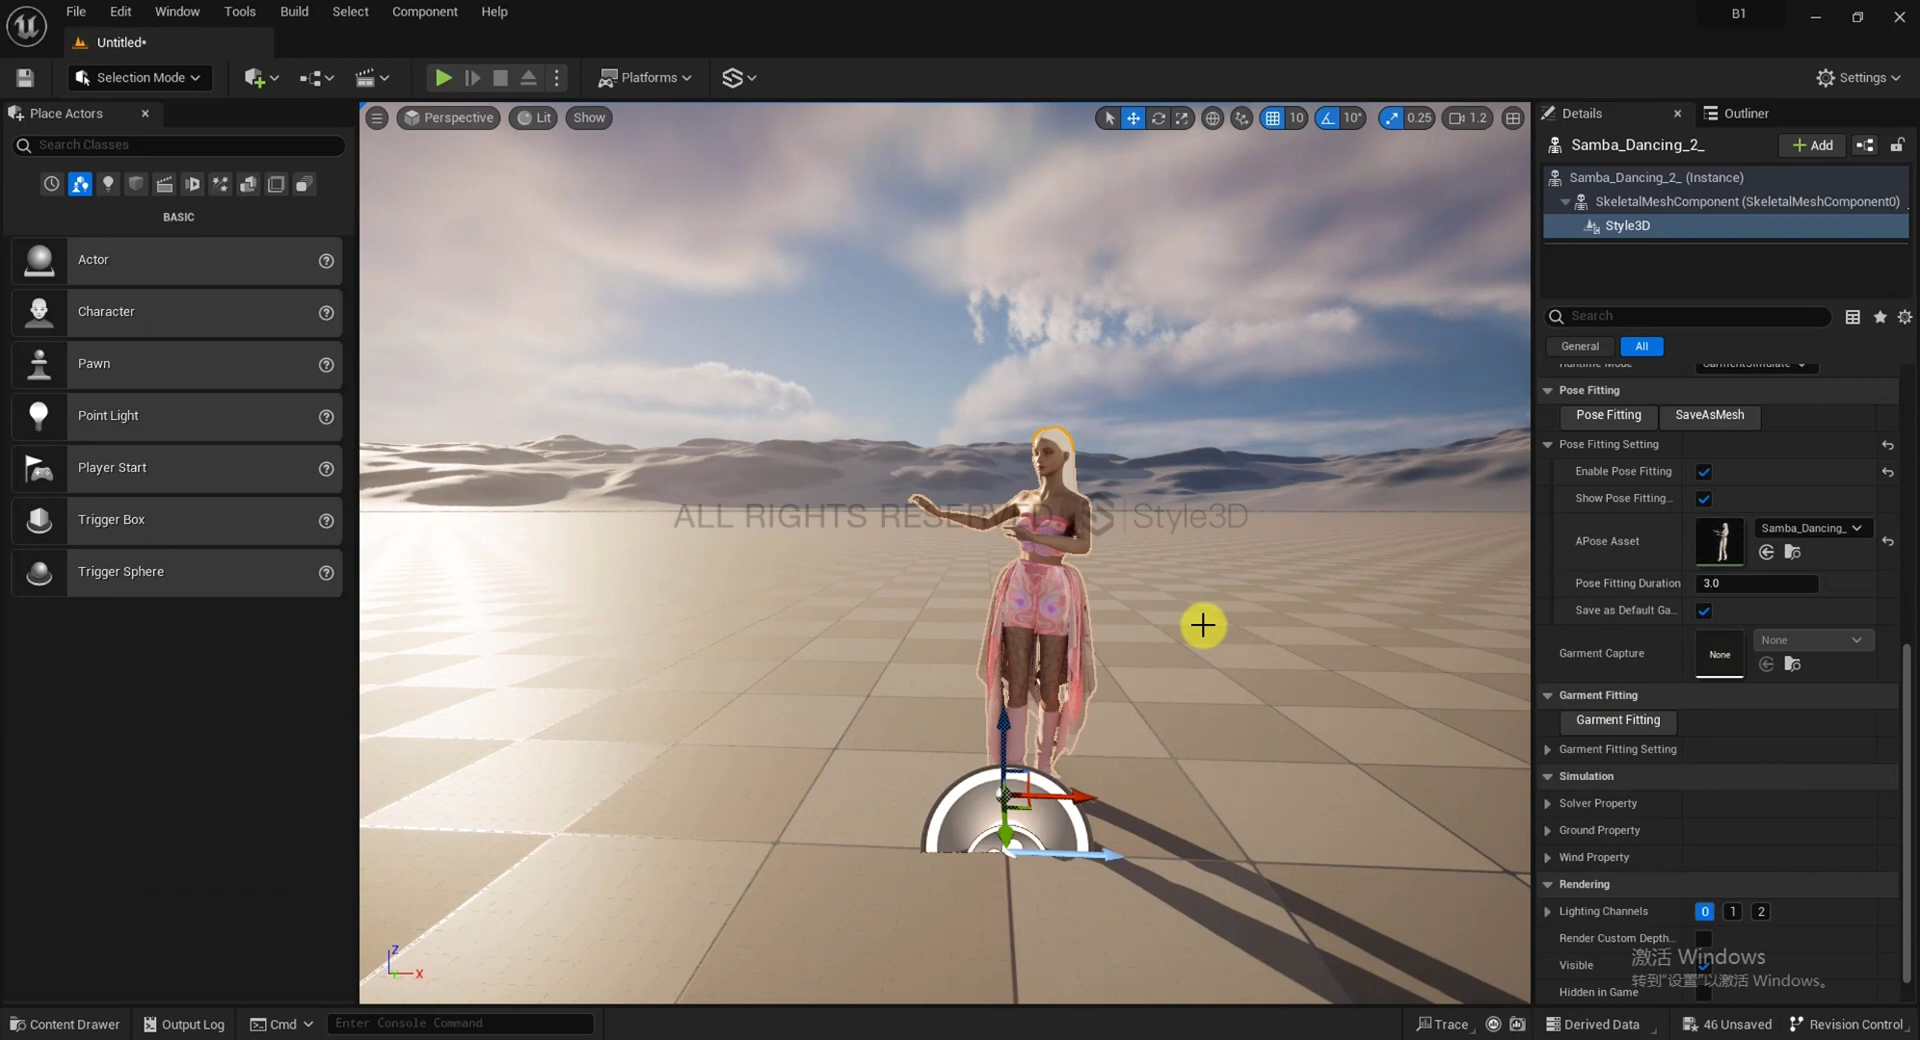 File Edit Window Tools Build Select Component Help
B1
Untitled•
Selection Mode
Platforms
Settings
Place Actors
Search Classes
BASIC
Actor
Character
Pawn
Point Light
Player Start
Trigger Box
Trigger Sphere
Perspective Lit Show
10 10° 0.25 1.2
ALL RIGHTS RESERVED Style3D
Z
Y
X
Details Outliner
Samba_Dancing_2_ Add
Samba_Dancing_2_ (Instance)
SkeletalMeshComponent (SkeletalMeshComponent0)
Style3D
Search
General All
Runtime Mode GarmentSimulate
Pose Fitting
Pose Fitting SaveAsMesh
Pose Fitting Setting
Enable Pose Fitting
Show Pose Fitting...
APose Asset Samba_Dancing_
Pose Fitting Duration 3.0
Save as Default Ga...
Garment Capture None None
Garment Fitting
Garment Fitting
Garment Fitting Setting
Simulation
Solver Property
Ground Property
Wind Property
Rendering
Lighting Channels 0 1 2
Render Custom Depth...
Visible
Hidden in Game
激活 Windows
转到“设置”以激活 Windows。
Content Drawer Output Log Cmd Enter Console Command
Trace Derived Data 46 Unsaved Revision Control